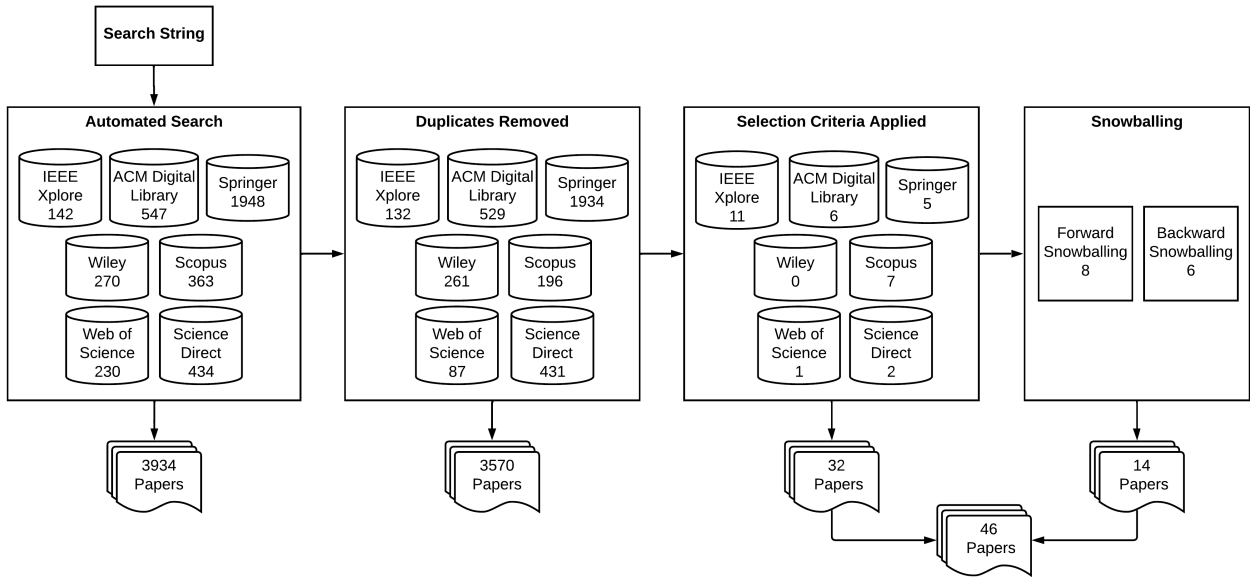 Search String
Automated Search
IEEE
Xplore
142
ACM Digital
Library
547
Springer
1948
Wiley
270
Scopus
363
Web of
Science
230
Science
Direct
434
3934
Papers
Duplicates Removed
IEEE
Xplore
132
ACM Digital
Library
529
Springer
1934
Wiley
261
Scopus
196
Web of
Science
87
Science
Direct
431
3570
Papers
Selection Criteria Applied
IEEE
Xplore
11
ACM Digital
Library
6
Springer
5
Wiley
0
Scopus
7
Web of
Science
1
Science
Direct
2
32
Papers
Snowballing
Forward
Snowballing
8
Backward
Snowballing
6
14
Papers
46
Papers